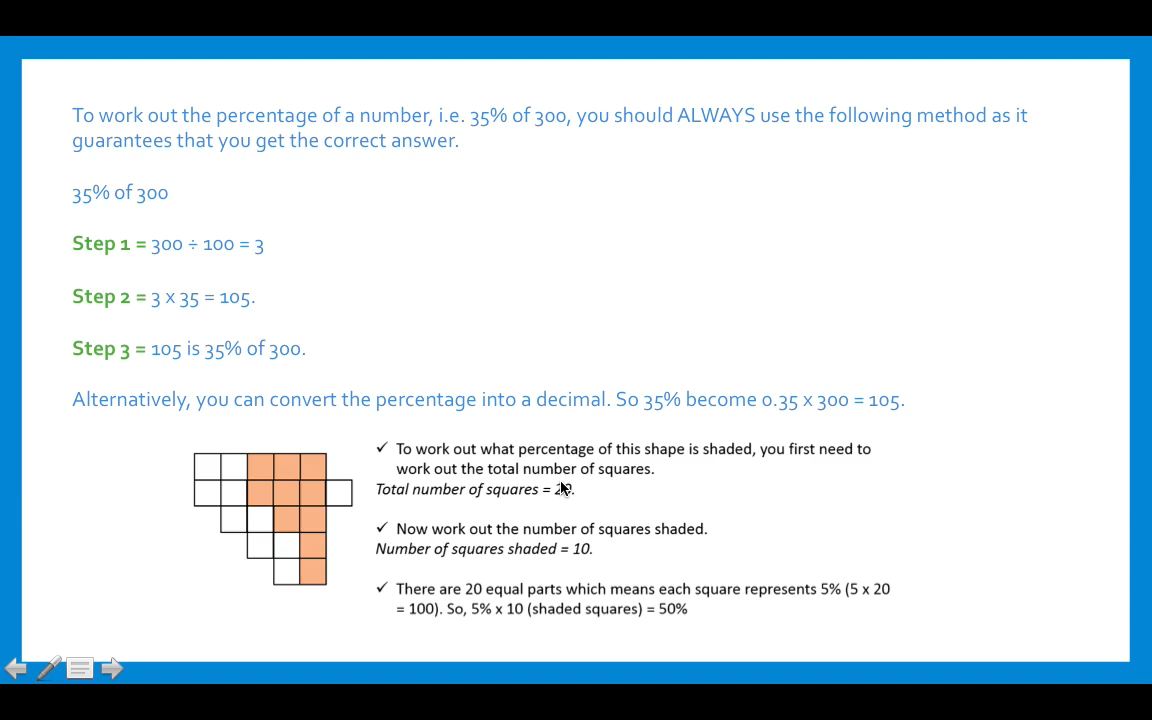 To work out the percentage of a number, i.e. 35% of 300, you should ALWAYS use the following method as it
guarantees that you get the correct answer.
35% of 300
Step 1 = 300 ÷ 100 = 3
Step 2 = 3 x 35 = 105.
Step 3 = 105 is 35% of 300.
Alternatively, you can convert the percentage into a decimal. So 35% become 0.35 x 300 = 105.
✓ To work out what percentage of this shape is shaded, you first need to
work out the total number of squares.
Total number of squares =
✓ Now work out the number of squares shaded.
Number of squares shaded = 10.
✓ There are 20 equal parts which means each square represents 5% (5 x 20
= 100). So, 5% x 10 (shaded squares) = 50%